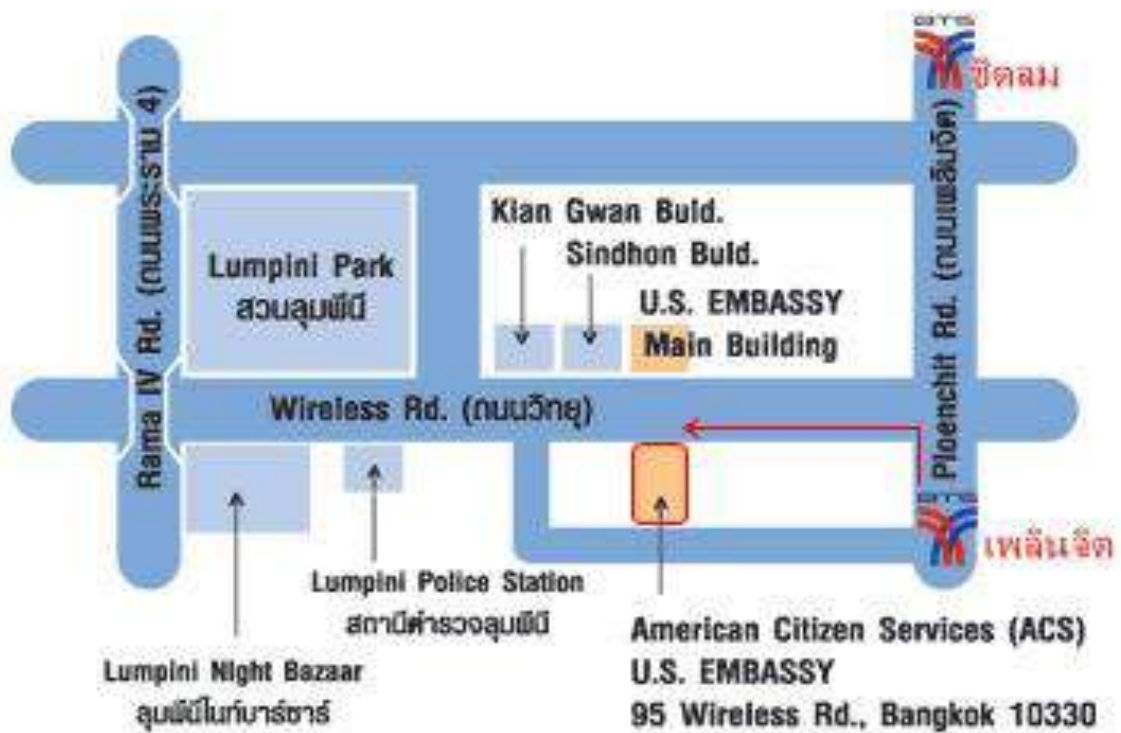 BTS
ชิดลม
Rama IV Rd. (ถนนพระราม 4)
Ploenchit Rd. (ถนนเพลินจิต)
Lumpini Park
สวนลุมพินี
Kian Gwan Buld.
Sindhon Buld.
U.S. EMBASSY
Main Building
Wireless Rd. (ถนนวิทยุ)
BTS
เพลินจิต
Lumpini Police Station
สถานีตำรวจลุมพินี
Lumpini Night Bazaar
ลุมพินีไนท์บาร์ซาร์
American Citizen Services (ACS)
U.S. EMBASSY
95 Wireless Rd., Bangkok 10330